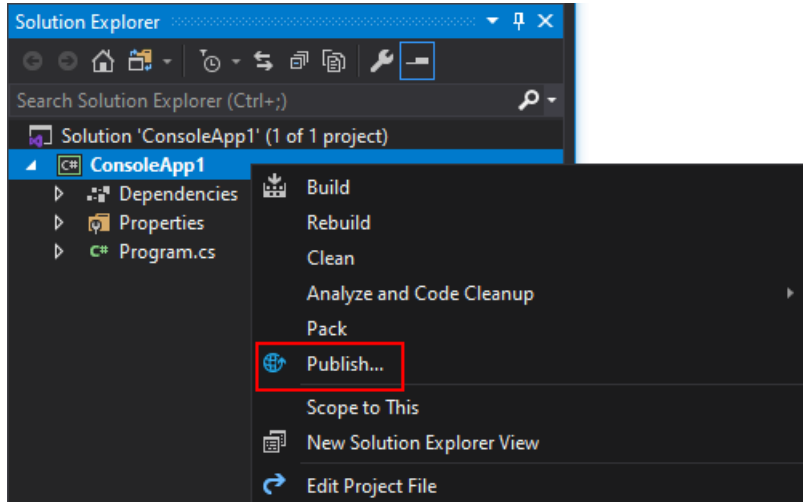 Solution Explorer
Search Solution Explorer (Ctrl+;)
Solution 'ConsoleApp1' (1 of 1 project)
C# ConsoleApp1
Dependencies
Properties
C# Program.cs
Build
Rebuild
Clean
Analyze and Code Cleanup
Pack
Publish...
Scope to This
New Solution Explorer View
Edit Project File